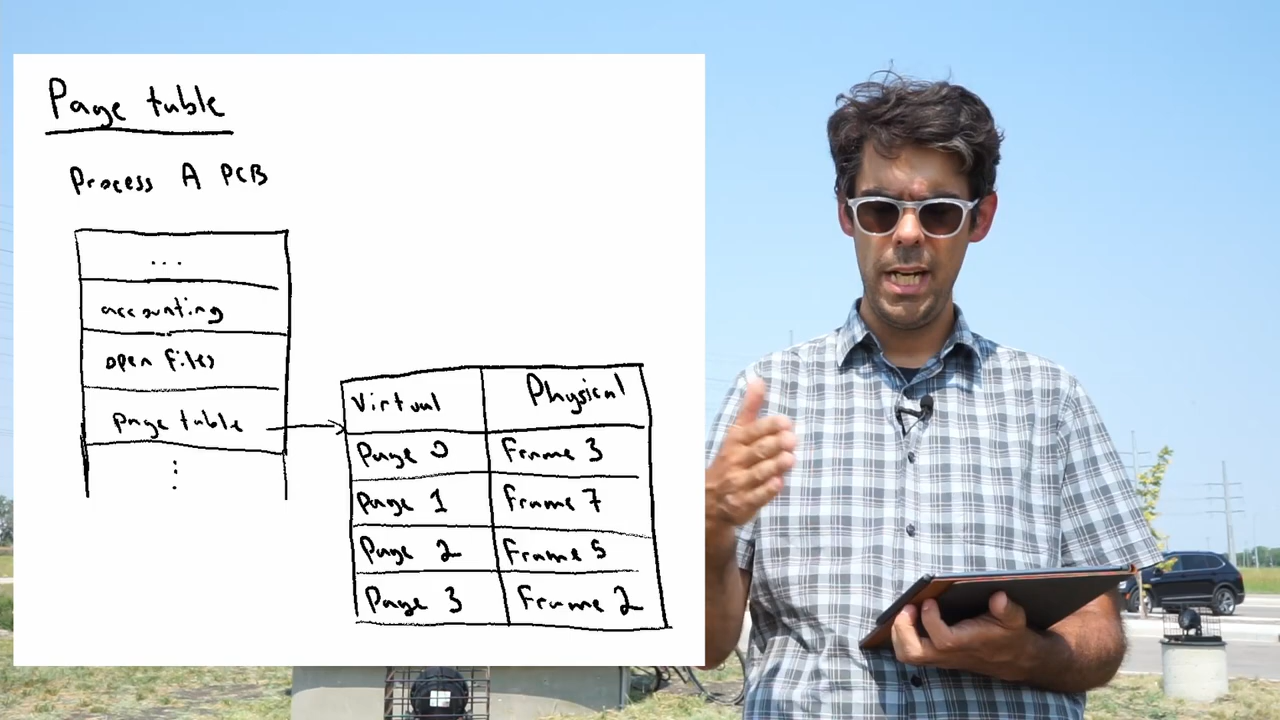 Page table
Process A PCB
...
accounting
open files
page table
⋮
Virtual Physical
Page 0 Frame 3
Page 1 Frame 7
Page 2 Frame 5
Page 3 Frame 2